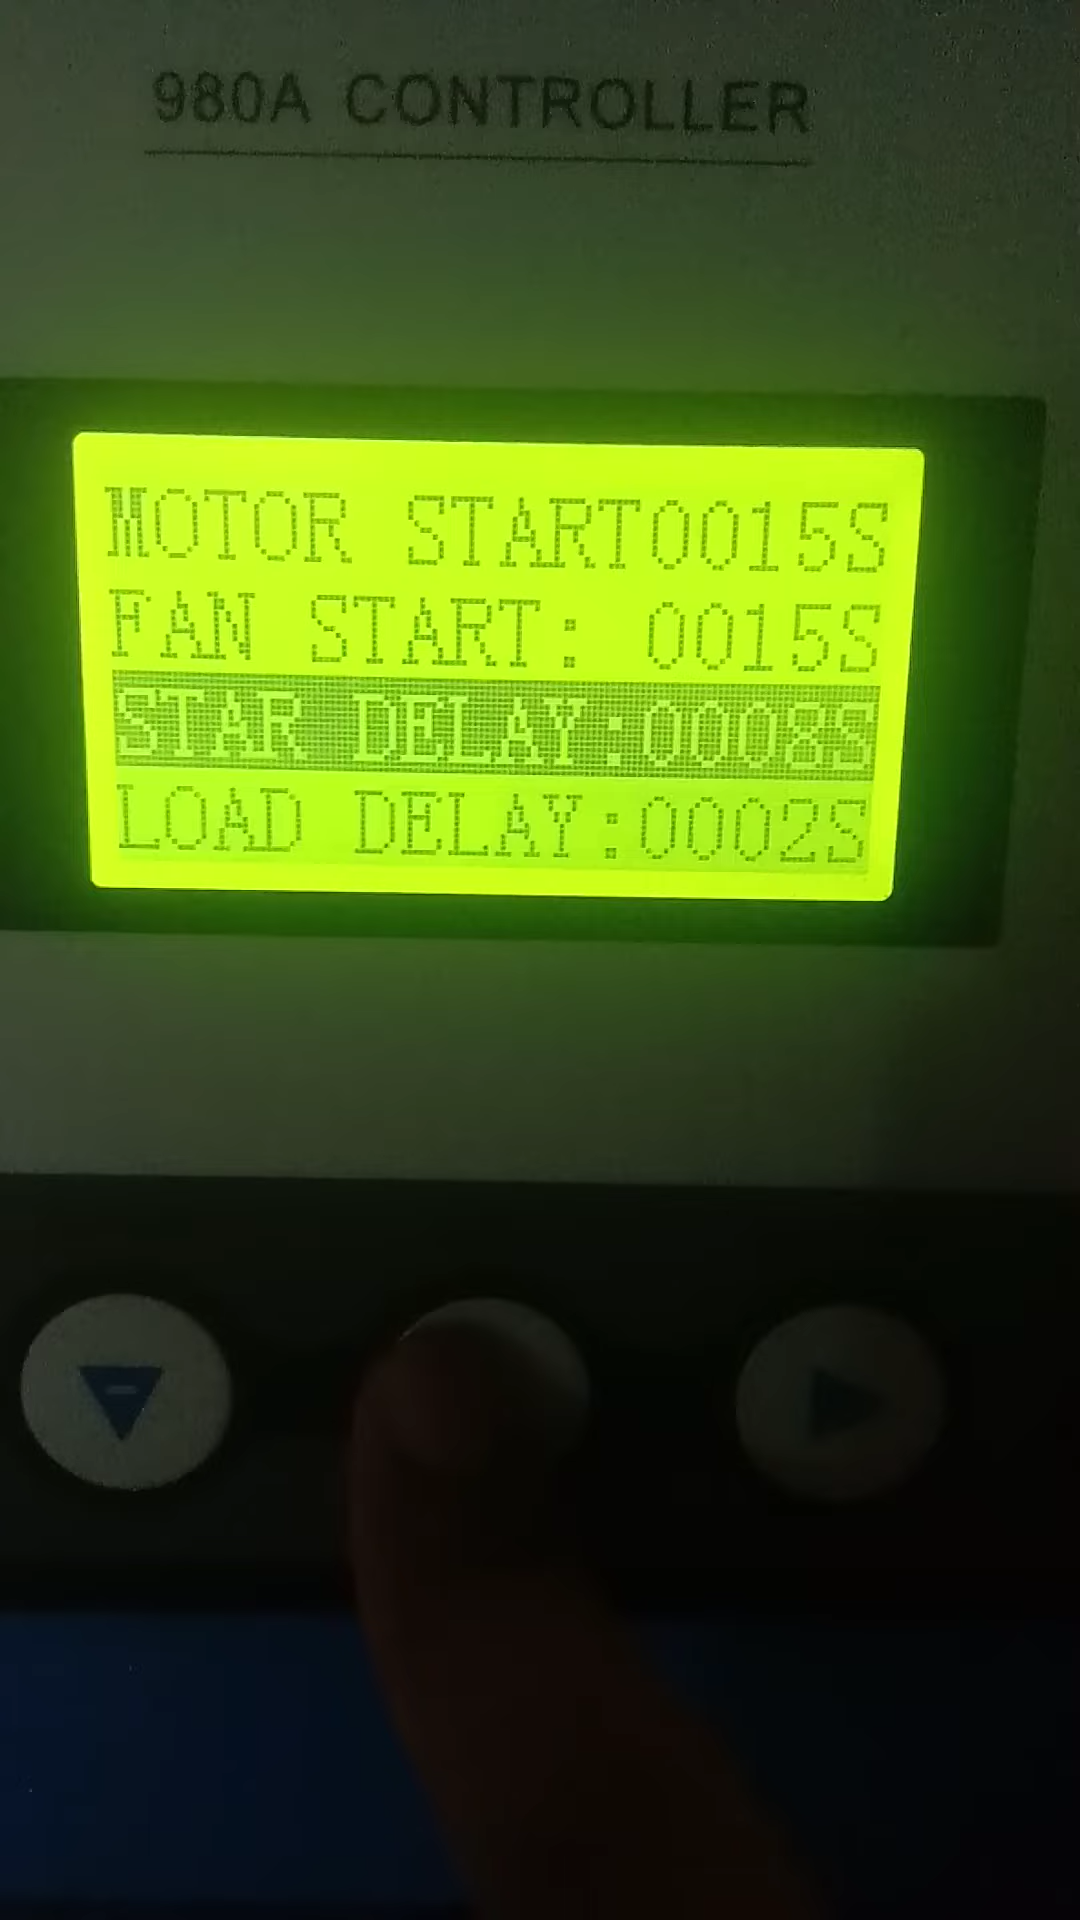 980A CONTROLLER
MOTOR START0015S
FAN START: 0015S
STAR DELAY:0008S
LOAD DELAY:0002S